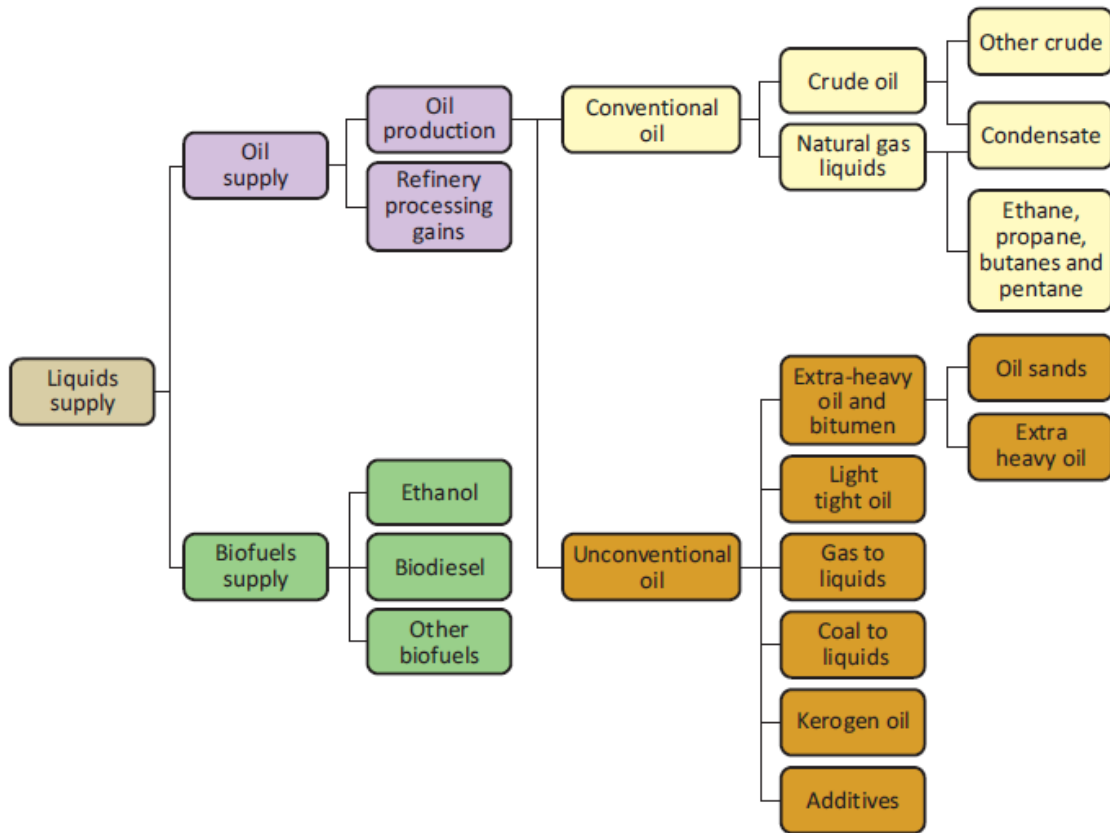 Liquids
supply
Oil
supply
Oil
production
Refinery
processing
gains
Conventional
oil
Crude oil
Other crude
Condensate
Natural gas
liquids
Ethane,
propane,
butanes and
pentane
Unconventional
oil
Extra-heavy
oil and
bitumen
Oil sands
Extra
heavy oil
Light
tight oil
Gas to
liquids
Coal to
liquids
Kerogen oil
Additives
Biofuels
supply
Ethanol
Biodiesel
Other
biofuels